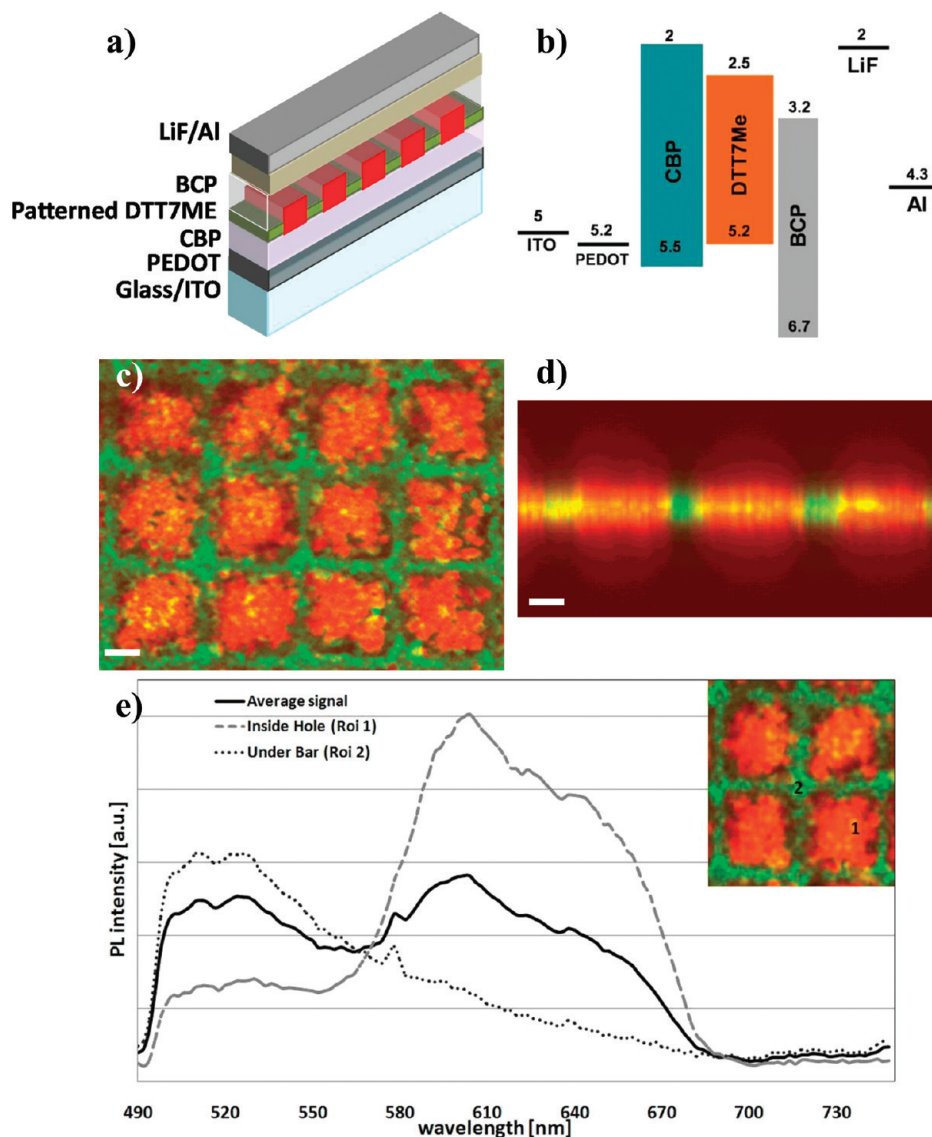 a)
LiF/Al
BCP
Patterned DTT7ME
CBP
PEDOT
Glass/ITO
b)
2
CBP
5.5
2.5
DTT7Me
5.2
3.2
BCP
6.7
2
LiF
4.3
Al
5
ITO
5.2
PEDOT
c)
d)
e)
Average signal
Inside Hole (Roi 1)
Under Bar (Roi 2)
2
1
PL intensity [a.u.]
490 520 550 580 610 640 670 700 730
wavelength [nm]